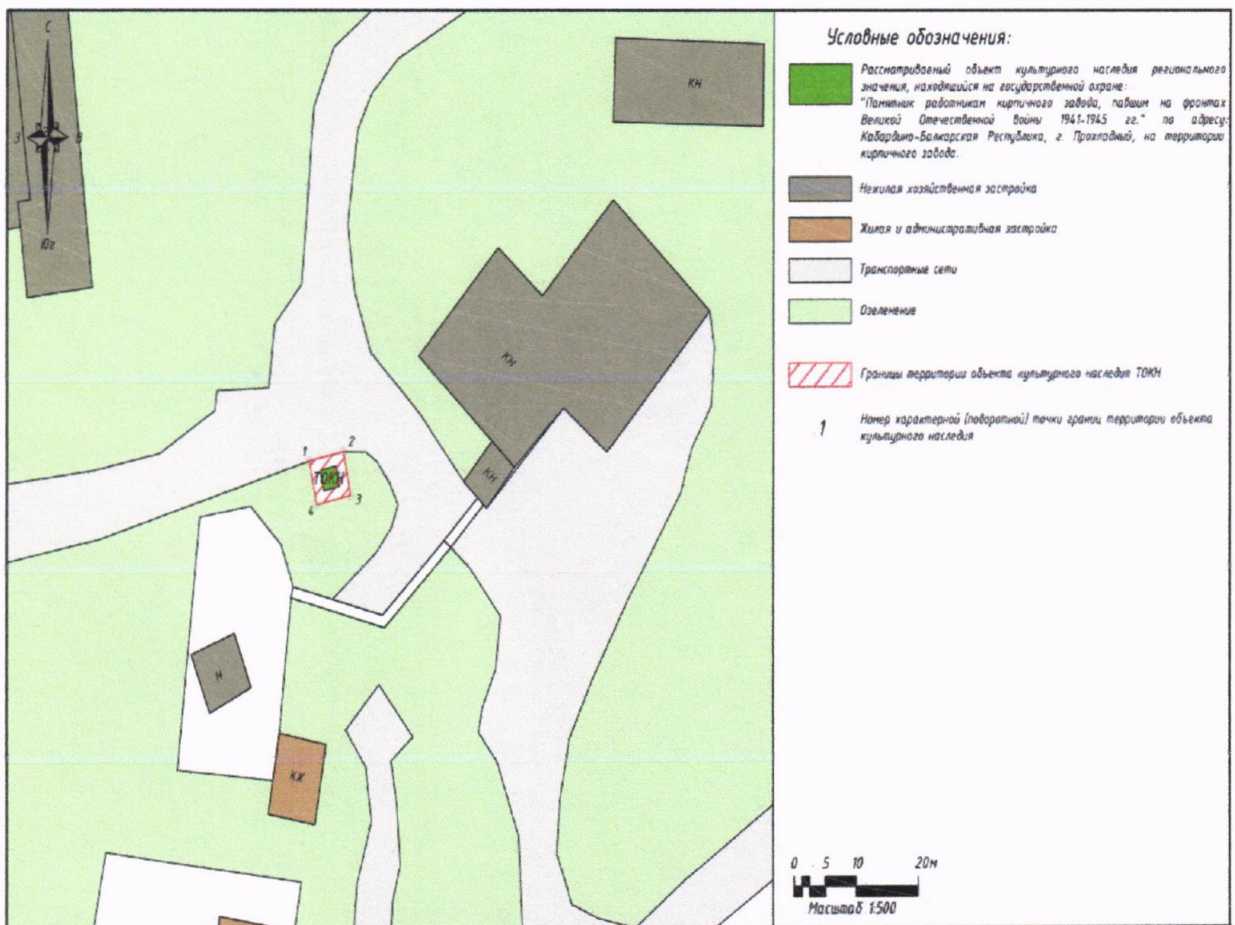 С
З
В
Юг
КН
КН
КН
1
2
ТОКН
3
4
Н
КЖ
Условные обозначения:
Рассматриваемый объект культурного наследия регионального
значения, находящийся на государственной охране:
"Памятник работникам кирпичного завода, павшим на фронтах
Великой Отечественной войны 1941-1945 гг." по адресу:
Кабардино-Балкарская Республика, г. Прохладный, на территории
кирпичного завода.
Нежилая хозяйственная застройка
Жилая и административная застройка
Транспортные сети
Озеленение
Границы территории объекта культурного наследия ТОКН
1
Номер характерной (поворотной) точки границ территории объекта
культурного наследия
0 5 10 20м
Масштаб 1:500